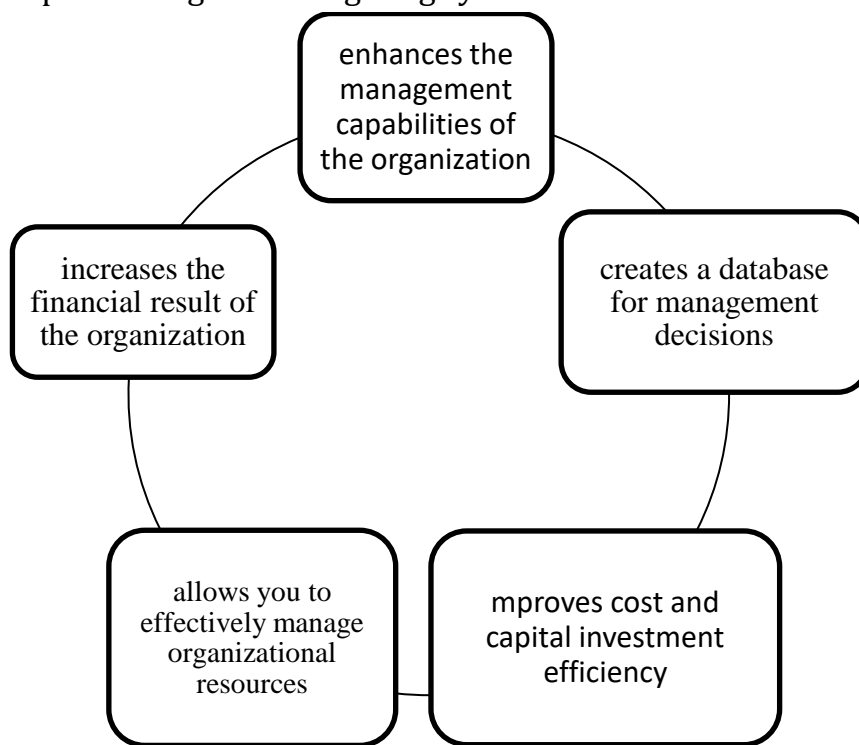 enhances the
management
capabilities of
the organization
creates a database
for management
decisions
mproves cost and
capital investment
efficiency
allows you to
effectively manage
organizational
resources
increases the
financial result of
the organization